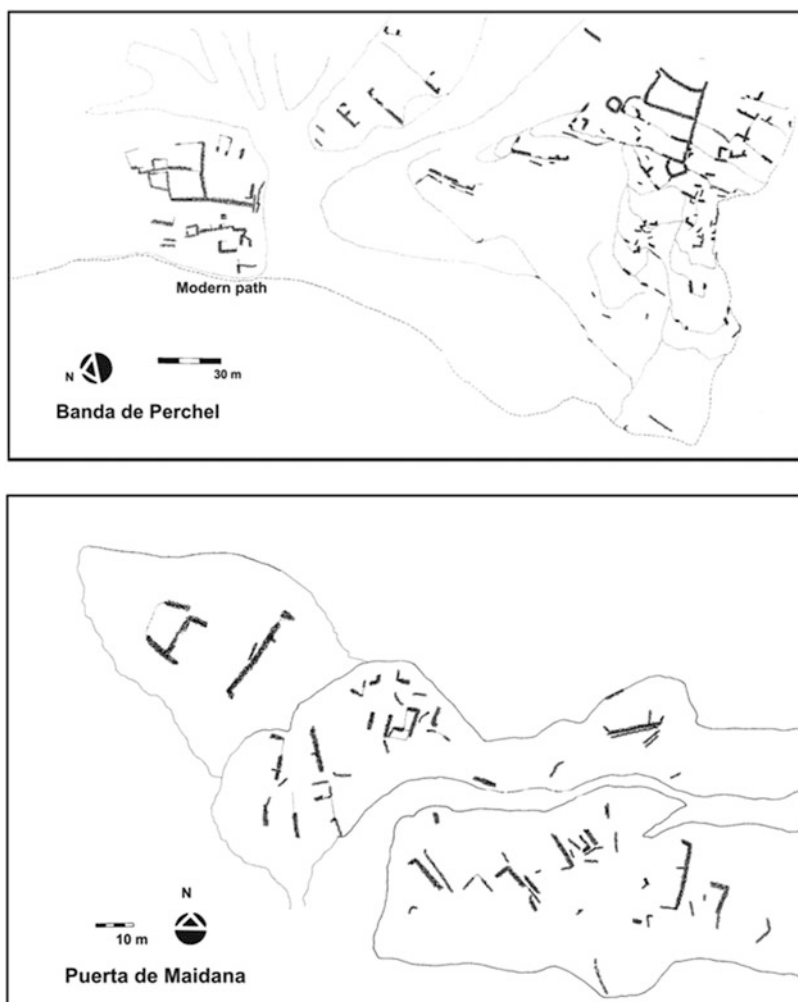 Modern path
N
30 m
Banda de Perchel
N
10 m
Puerta de Maidana